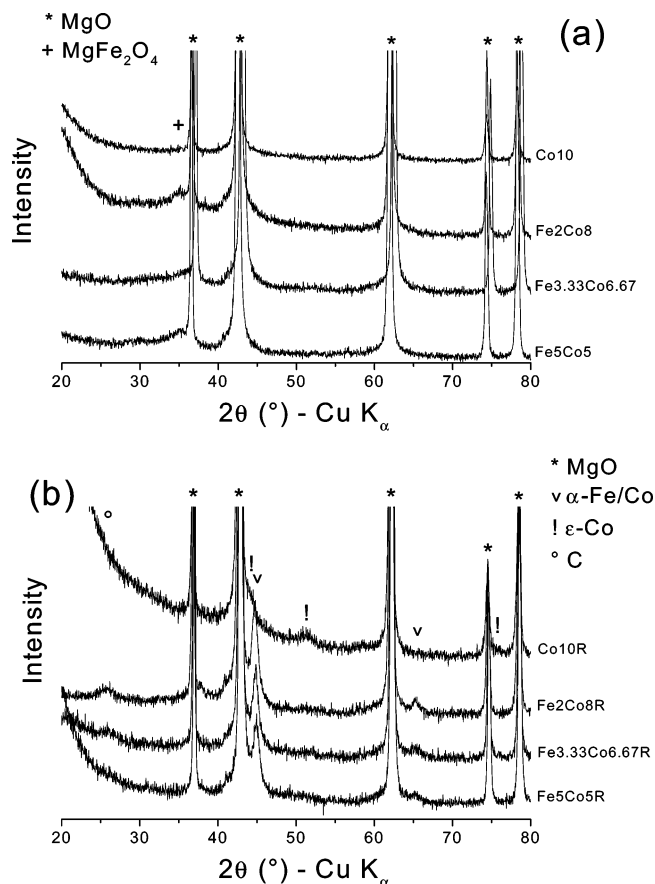 * MgO
+ MgFe₂O₄
(a)
* * * * *
+
Co10
Fe2Co8
Fe3.33Co6.67
Fe5Co5
Intensity
20 30 40 50 60 70 80
2θ (°) - Cu Kα
(b)
* MgO
v α-Fe/Co
! ε-Co
° C
* * * * *
°
! v ! v !
Co10R
Fe2Co8R
Fe3.33Co6.67R
Fe5Co5R
Intensity
20 30 40 50 60 70 80
2θ (°) - Cu Kα